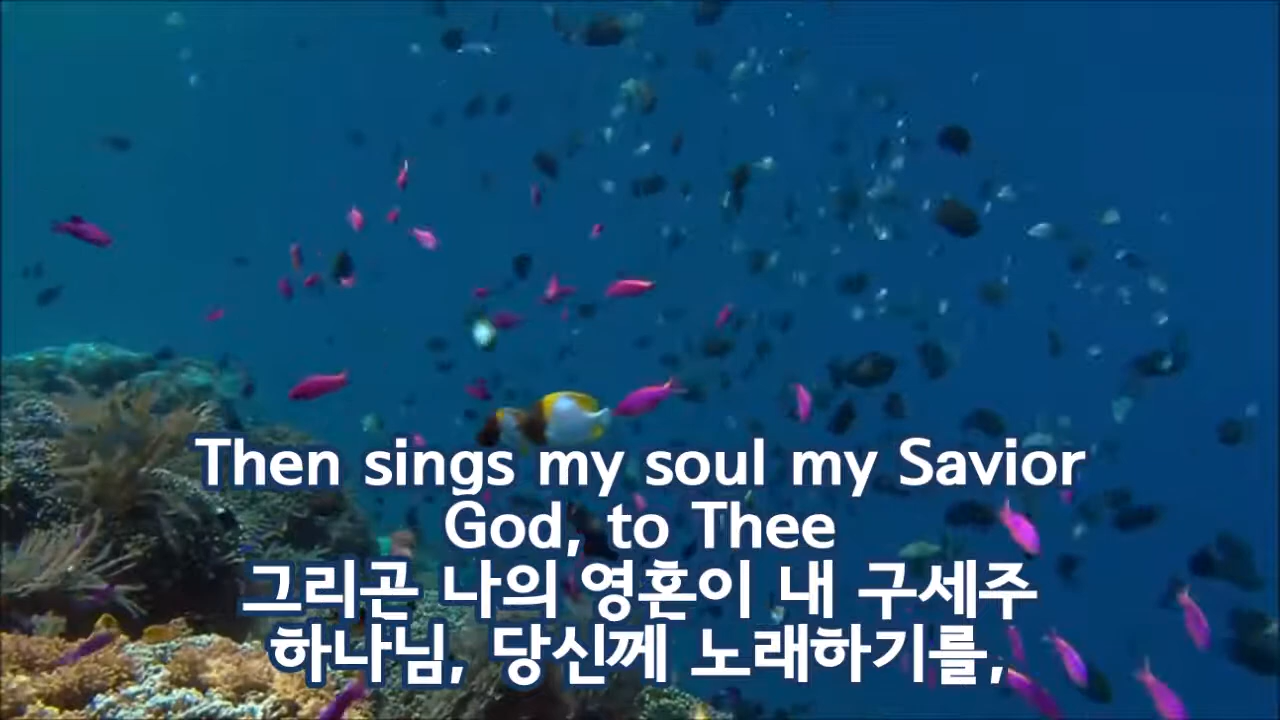 Then sings my soul my Savior
God, to Thee
그리곤 나의 영혼이 내 구세주
하나님, 당신께 노래하기를,